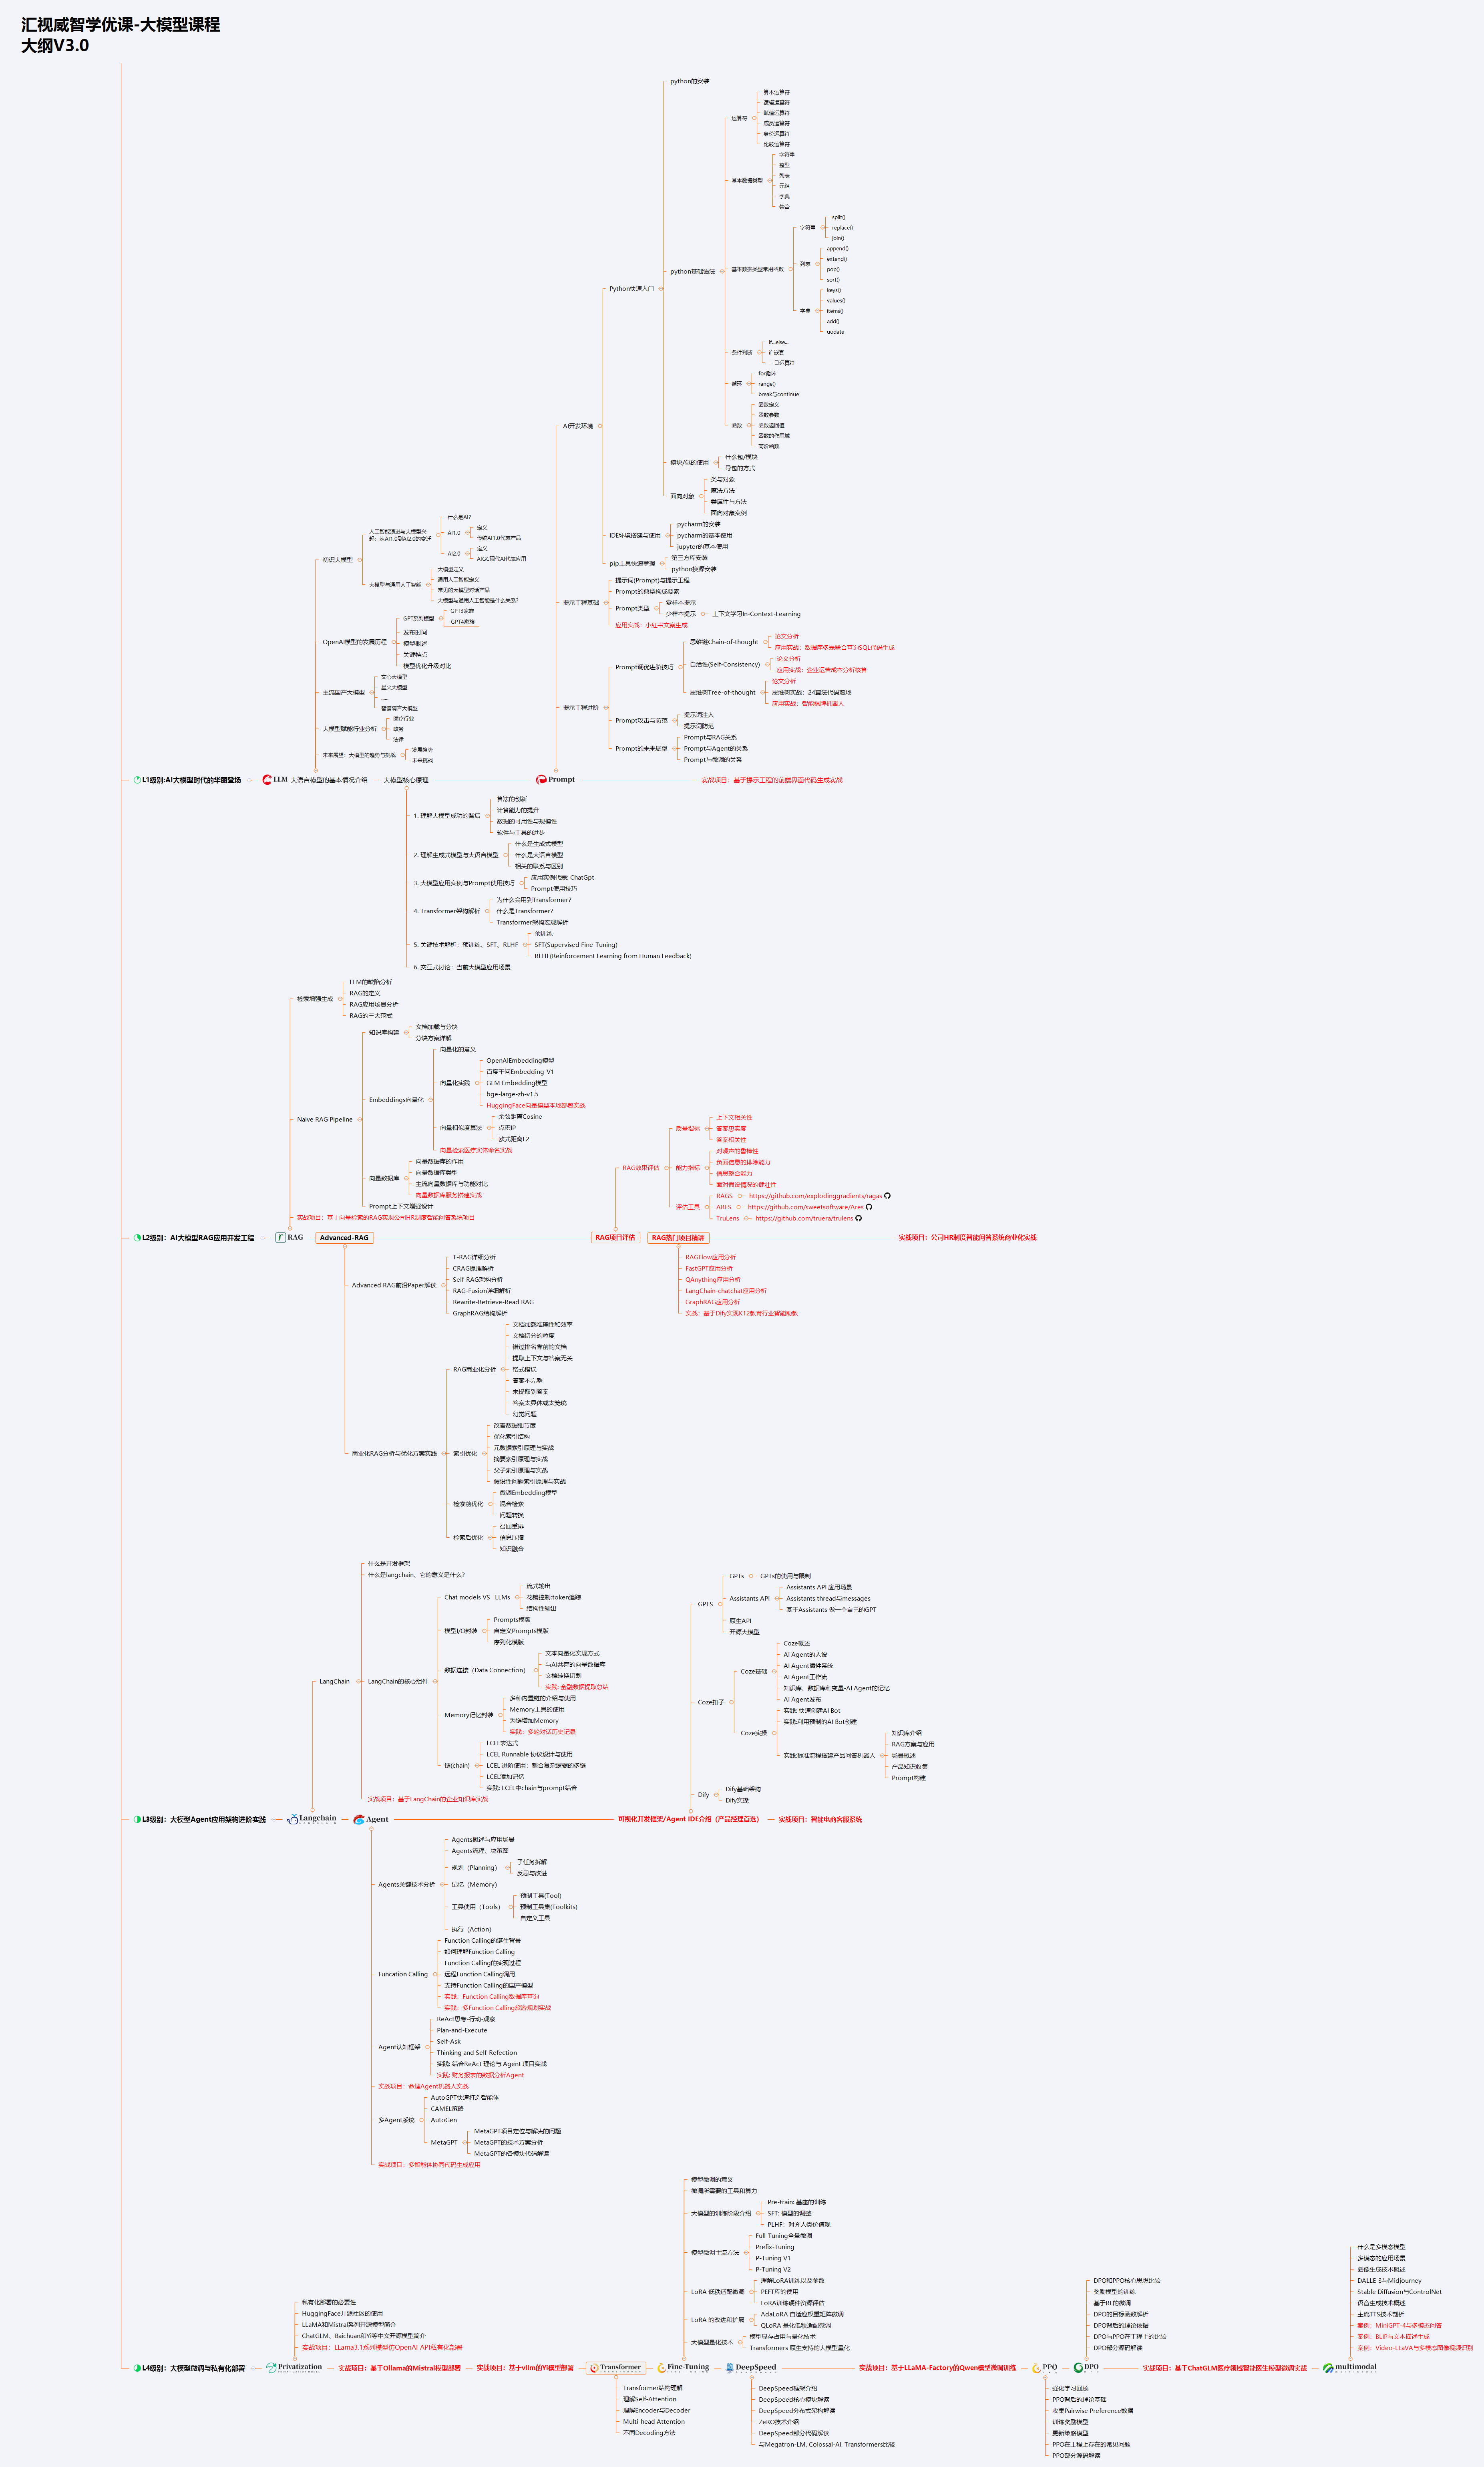 汇视威智学优课-大模型课程
大纲V3.0
L1级别:AI大模型时代的华丽登场
LLM
大语言模型的基本情况介绍
初识大模型
人工智能演进与大模型兴
起：从AI1.0到AI2.0的变迁
什么是AI?
AI1.0
定义
传统AI1.0代表产品
AI2.0
定义
AIGC现代AI代表应用
大模型与通用人工智能
大模型定义
通用人工智能定义
常见的大模型对话产品
大模型与通用人工智能是什么关系?
OpenAI模型的发展历程
GPT系列模型
GPT3家族
GPT4家族
发布时间
模型概述
关键特点
模型优化升级对比
主流国产大模型
文心大模型
星火大模型
......
智谱清言大模型
大模型赋能行业分析
医疗行业
政务
法律
未来展望：大模型的趋势与挑战
发展趋势
未来挑战
大模型核心原理
1. 理解大模型成功的背后
算法的创新
计算能力的提升
数据的可用性与规模性
软件与工具的进步
2. 理解生成式模型与大语言模型
什么是生成式模型
什么是大语言模型
相关的联系与区别
3. 大模型应用实例与Prompt使用技巧
应用实例代表: ChatGpt
Prompt使用技巧
4. Transformer架构解析
为什么会用到Transformer?
什么是Transformer?
Transformer架构宏观解析
5. 关键技术解析：预训练、SFT、RLHF
预训练
SFT(Supervised Fine-Tuning)
RLHF(Reinforcement Learning from Human Feedback)
6. 交互式讨论：当前大模型应用场景
Prompt
AI开发环境
Python快速入门
python的安装
python基础语法
运算符
算术运算符
逻辑运算符
赋值运算符
成员运算符
身份运算符
比较运算符
基本数据类型
字符串
整型
列表
元组
字典
集合
基本数据类型常用函数
字符串
split()
replace()
join()
列表
append()
extend()
pop()
sort()
字典
keys()
values()
items()
add()
uodate
条件判断
if...else...
if 嵌套
三目运算符
循环
for循环
range()
break与continue
函数
函数定义
函数参数
函数返回值
函数的作用域
高阶函数
模块/包的使用
什么包/模块
导包的方式
面向对象
类与对象
魔法方法
类属性与方法
面向对象案例
IDE环境搭建与使用
pycharm的安装
pycharm的基本使用
jupyter的基本使用
pip工具快速掌握
第三方库安装
python换源安装
提示工程基础
提示词(Prompt)与提示工程
Prompt的典型构成要素
Prompt类型
零样本提示
少样本提示
上下文学习In-Context-Learning
应用实战：小红书文案生成
提示工程进阶
Prompt调优进阶技巧
思维链Chain-of-thought
论文分析
应用实战：数据库多表联合查询SQL代码生成
自洽性(Self-Consistency)
论文分析
应用实战：企业运营成本分析核算
思维树Tree-of-thought
论文分析
思维树实战：24算法代码落地
应用实战：智能棋牌机器人
Prompt攻击与防范
提示词注入
提示词防范
Prompt的未来展望
Prompt与RAG关系
Prompt与Agent的关系
Prompt与微调的关系
实战项目：基于提示工程的前端界面代码生成实战
L2级别：AI大模型RAG应用开发工程
RAG
检索增强生成
LLM的缺陷分析
RAG的定义
RAG应用场景分析
RAG的三大范式
Naive RAG Pipeline
知识库构建
文档加载与分块
分块方案详解
Embeddings向量化
向量化的意义
向量化实践
OpenAIEmbedding模型
百度千问Embedding-V1
GLM Embedding模型
bge-large-zh-v1.5
HuggingFace向量模型本地部署实战
向量相似度算法
余弦距离Cosine
点积IP
欧式距离L2
向量检索医疗实体命名实战
向量数据库
向量数据库的作用
向量数据库类型
主流向量数据库与功能对比
向量数据库服务搭建实战
Prompt上下文增强设计
实战项目：基于向量检索的RAG实现公司HR制度智能问答系统项目
Advanced-RAG
Advanced RAG前沿Paper解读
T-RAG详细分析
CRAG原理解析
Self-RAG架构分析
RAG-Fusion详细解析
Rewrite-Retrieve-Read RAG
GraphRAG结构解析
商业化RAG分析与优化方案实践
RAG商业化分析
文档加载准确性和效率
文档切分的粒度
错过排名靠前的文档
提取上下文与答案无关
格式错误
答案不完整
未提取到答案
答案太具体或太笼统
幻觉问题
索引优化
改善数据细节度
优化索引结构
元数据索引原理与实战
摘要索引原理与实战
父子索引原理与实战
假设性问题索引原理与实战
检索前优化
微调Embedding模型
混合检索
问题转换
检索后优化
召回重排
信息压缩
知识融合
RAG项目评估
RAG效果评估
质量指标
上下文相关性
答案忠实度
答案相关性
能力指标
对噪声的鲁棒性
负面信息的排除能力
信息整合能力
面对假设情况的健壮性
评估工具
RAGS
https://github.com/explodinggradients/ragas
ARES
https://github.com/sweetsoftware/Ares
TruLens
https://github.com/truera/trulens
RAG热门项目精讲
RAGFlow应用分析
FastGPT应用分析
QAnything应用分析
LangChain-chatchat应用分析
GraphRAG应用分析
实战：基于Dify实现K12教育行业智能助教
实战项目：公司HR制度智能问答系统商业化实战
L3级别：大模型Agent应用架构进阶实践
Langchain
LangChain
什么是开发框架
什么是langchain、它的意义是什么?
LangChain的核心组件
Chat models VS LLMs
流式输出
花销控制:token追踪
结构性输出
模型I/O封装
Prompts模版
自定义Prompts模版
序列化模版
数据连接（Data Connection）
文本向量化实现方式
与AI共舞的向量数据库
文档转换切割
实践: 金融数据提取总结
Memory记忆封装
多种内置链的介绍与使用
Memory工具的使用
为链增加Memory
实践：多轮对话历史记录
链(chain)
LCEL表达式
LCEL Runnable 协议设计与使用
LCEL 进阶使用：整合复杂逻辑的多链
LCEL添加记忆
实践: LCEL中chain与prompt结合
实战项目：基于LangChain的企业知识库实战
Agent
Agents关键技术分析
Agents概述与应用场景
Agents流程、决策图
规划（Planning）
子任务拆解
反思与改进
记忆（Memory）
工具使用（Tools）
预制工具(Tool)
预制工具集(Toolkits)
自定义工具
执行（Action）
Funcation Calling
Function Calling的诞生背景
如何理解Function Calling
Function Calling的实现过程
远程Function Calling调用
支持Function Calling的国产模型
实践：Function Calling数据库查询
实践：多Function Calling旅游规划实战
Agent认知框架
ReAct思考-行动-观察
Plan-and-Execute
Self-Ask
Thinking and Self-Refection
实践: 结合ReAct 理论与 Agent 项目实战
实践: 财务报表的数据分析Agent
实战项目：命理Agent机器人实战
多Agent系统
AutoGPT快速打造智能体
CAMEL策略
AutoGen
MetaGPT
MetaGPT项目定位与解决的问题
MetaGPT的技术方案分析
MetaGPT的各模块代码解读
实战项目：多智能体协同代码生成应用
可视化开发框架/Agent IDE介绍（产品经理首选）
GPTS
GPTs
GPTs的使用与限制
Assistants API
Assistants API 应用场景
Assistants thread与messages
基于Assistants 做一个自己的GPT
原生API
开源大模型
Coze扣子
Coze基础
Coze概述
AI Agent的人设
AI Agent插件系统
AI Agent工作流
知识库、数据库和变量-AI Agent的记忆
AI Agent发布
Coze实操
实践: 快速创建AI Bot
实践:利用预制的AI Bot创建
实践:标准流程搭建产品问答机器人
知识库介绍
RAG方案与应用
场景概述
产品知识收集
Prompt构建
Dify
Dify基础架构
Dify实操
实战项目：智能电商客服系统
L4级别：大模型微调与私有化部署
Privatization
私有化部署的必要性
HuggingFace开源社区的使用
LLaMA和Mistral系列开源模型简介
ChatGLM、Baichuan和Yi等中文开源模型简介
实战项目：LLama3.1系列模型仿OpenAI API私有化部署
实战项目：基于Ollama的Mistral模型部署
实战项目：基于vllm的Yi模型部署
Transformer
Transformer结构理解
理解Self-Attention
理解Encoder与Decoder
Multi-head Attention
不同Decoding方法
Fine-Tuning
模型微调的意义
微调所需要的工具和算力
大模型的训练阶段介绍
Pre-train: 基座的训练
SFT: 模型的调整
PLHF：对齐人类价值观
模型微调主流方法
Full-Tuning全量微调
Prefix-Tuning
P-Tuning V1
P-Tuning V2
LoRA 低秩适配微调
理解LoRA训练以及参数
PEFT库的使用
LoRA训练硬件资源评估
LoRA 的改进和扩展
AdaLoRA 自适应权重矩阵微调
QLoRA 量化低秩适配微调
大模型量化技术
模型显存占用与量化技术
Transformers 原生支持的大模型量化
DeepSpeed
DeepSpeed框架介绍
DeepSpeed核心模块解读
DeepSpeed分布式架构解读
ZeRO技术介绍
DeepSpeed部分代码解读
与Megatron-LM, Colossal-AI, Transformers比较
实战项目：基于LLaMA-Factory的Qwen模型微调训练
PPO
强化学习回顾
PPO背后的理论基础
收集Pairwise Preference数据
训练奖励模型
更新策略模型
PPO在工程上存在的常见问题
PPO部分源码解读
DPO
DPO和PPO核心思想比较
奖励模型的训练
基于RL的微调
DPO的目标函数解析
DPO背后的理论依据
DPO与PPO在工程上的比较
DPO部分源码解读
实战项目：基于ChatGLM医疗领域智能医生模型微调实战
multimodal
什么是多模态模型
多模态的应用场景
图像生成技术概述
DALLE-3与Midjourney
Stable Diffusion与ControlNet
语音生成技术概述
主流TTS技术剖析
案例：MiniGPT-4与多模态问答
案例：BLIP与文本描述生成
案例：Video-LLaVA与多模态图像视频识别